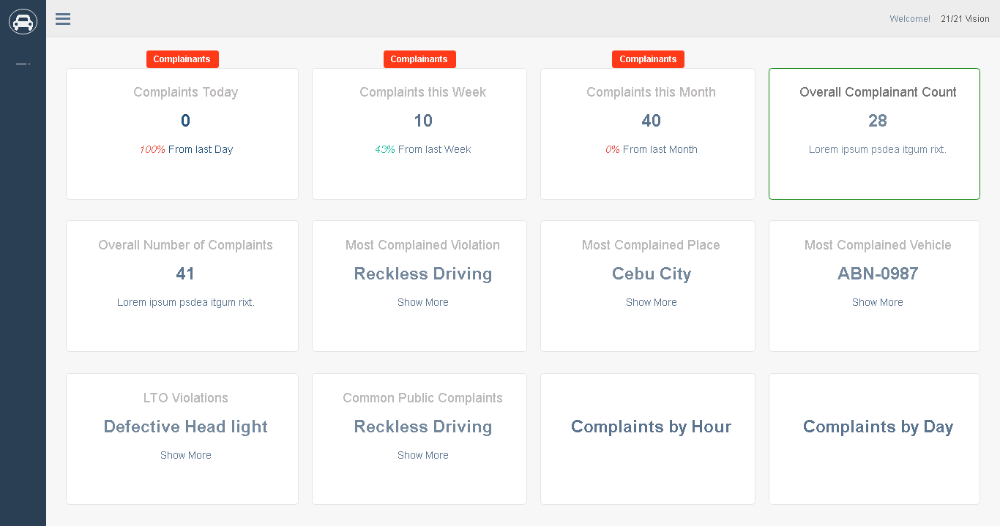 Welcome! 21/21 Vision
Complainants
Complaints Today
0
100% From last Day
Complainants
Complaints this Week
10
43% From last Week
Complainants
Complaints this Month
40
0% From last Month
Overall Complainant Count
28
Lorem ipsum psdea itgum rixt.
Overall Number of Complaints
41
Lorem ipsum psdea itgum rixt.
Most Complained Violation
Reckless Driving
Show More
Most Complained Place
Cebu City
Show More
Most Complained Vehicle
ABN-0987
Show More
LTO Violations
Defective Head light
Show More
Common Public Complaints
Reckless Driving
Show More
Complaints by Hour
Complaints by Day